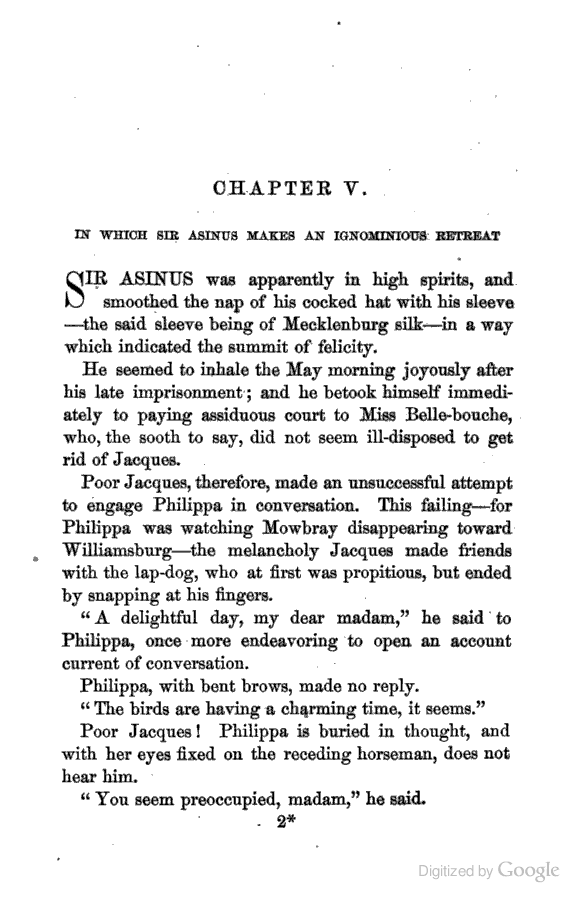 CHAPTER V.
IN WHICH SIR ASINUS MAKES AN IGNOMINIOUS RETREAT
SIR ASINUS was apparently in high spirits, and
smoothed the nap of his cocked hat with his sleeve
—the said sleeve being of Mecklenburg silk—in a way
which indicated the summit of felicity.
He seemed to inhale the May morning joyously after
his late imprisonment; and he betook himself immedi-
ately to paying assiduous court to Miss Belle-bouche,
who, the sooth to say, did not seem ill-disposed to get
rid of Jacques.
Poor Jacques, therefore, made an unsuccessful attempt
to engage Philippa in conversation. This failing—for
Philippa was watching Mowbray disappearing toward
Williamsburg—the melancholy Jacques made friends
with the lap-dog, who at first was propitious, but ended
by snapping at his fingers.
"A delightful day, my dear madam," he said to
Philippa, once more endeavoring to open an account
current of conversation.
Philippa, with bent brows, made no reply.
"The birds are having a charming time, it seems."
Poor Jacques! Philippa is buried in thought, and
with her eyes fixed on the receding horseman, does not
hear him.
"You seem preoccupied, madam," he said.
2*
Digitized by Google